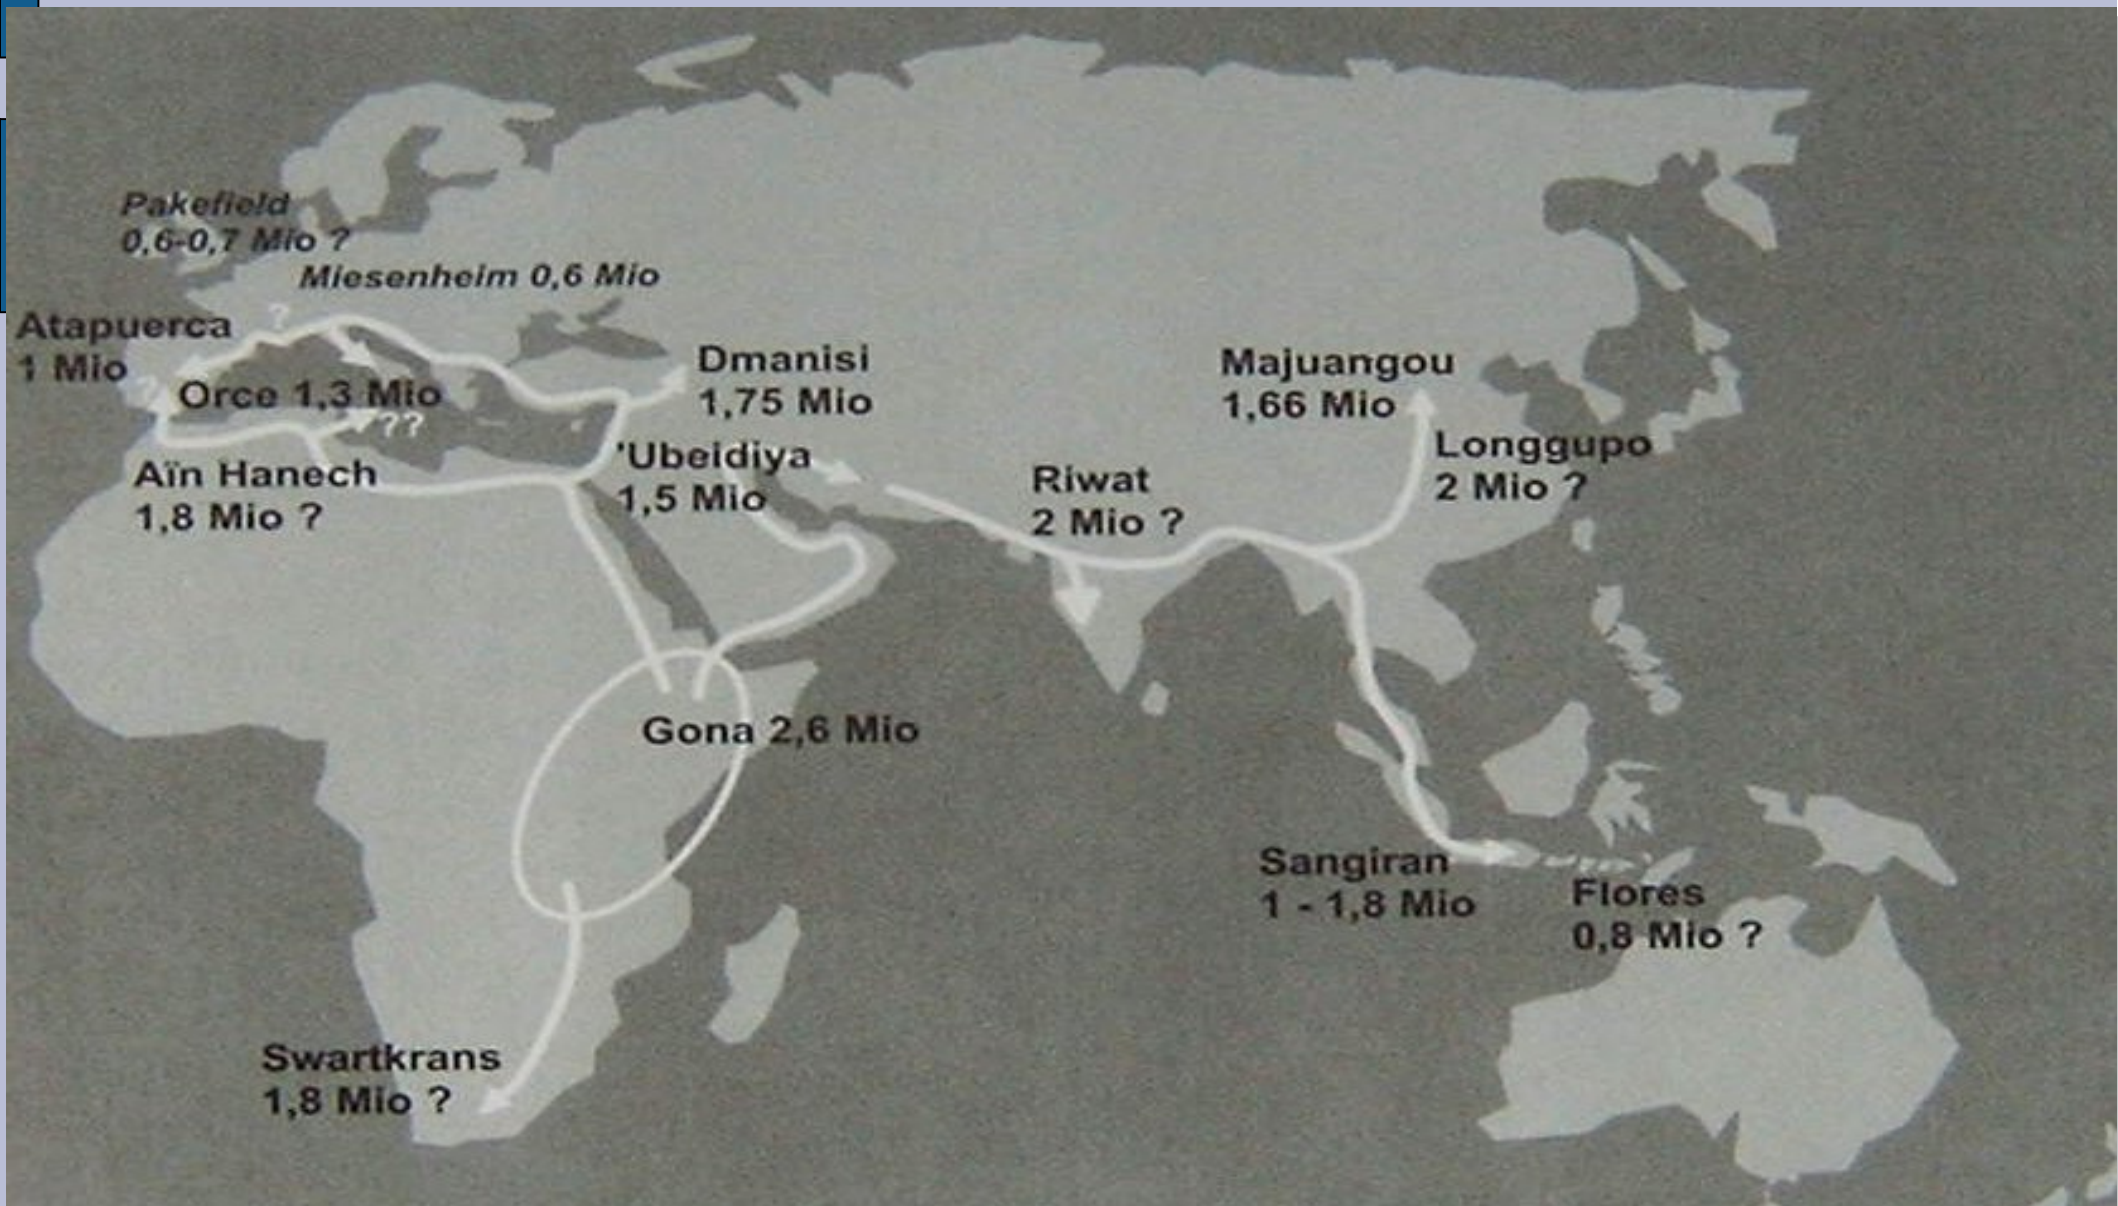 Pakefield
0,6-0,7 Mio ?
Miesenheim 0,6 Mio
?
Atapuerca
1 Mio
?
Orce 1,3 Mio
??
Dmanisi
1,75 Mio
Majuangou
1,66 Mio
Aïn Hanech
1,8 Mio ?
'Ubeidiya
1,5 Mio
Riwat
2 Mio ?
Longgupo
2 Mio ?
Gona 2,6 Mio
Sangiran
1 - 1,8 Mio
Flores
0,8 Mio ?
Swartkrans
1,8 Mio ?